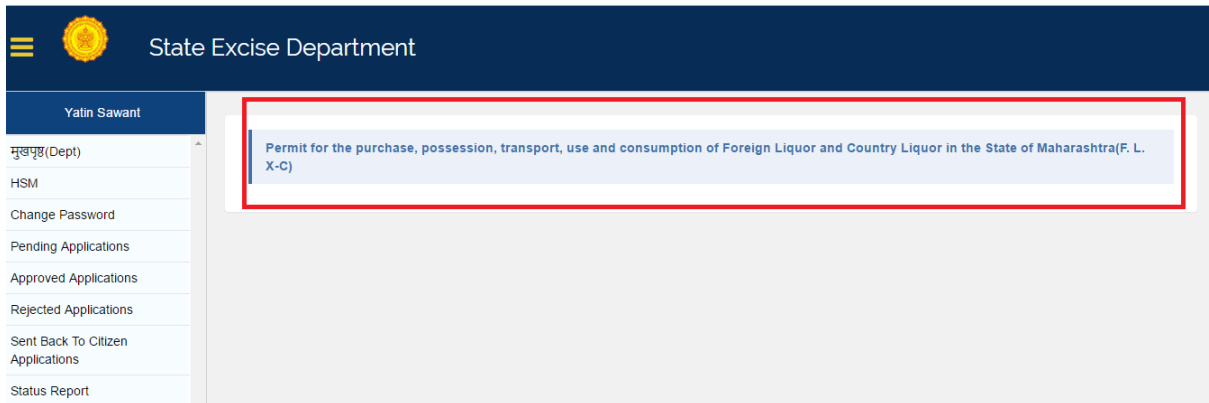 State Excise Department
Yatin Sawant
मुखपृष्ठ(Dept)
HSM
Change Password
Pending Applications
Approved Applications
Rejected Applications
Sent Back To Citizen
Applications
Status Report
Permit for the purchase, possession, transport, use and consumption of Foreign Liquor and Country Liquor in the State of Maharashtra(F. L.
X-C)